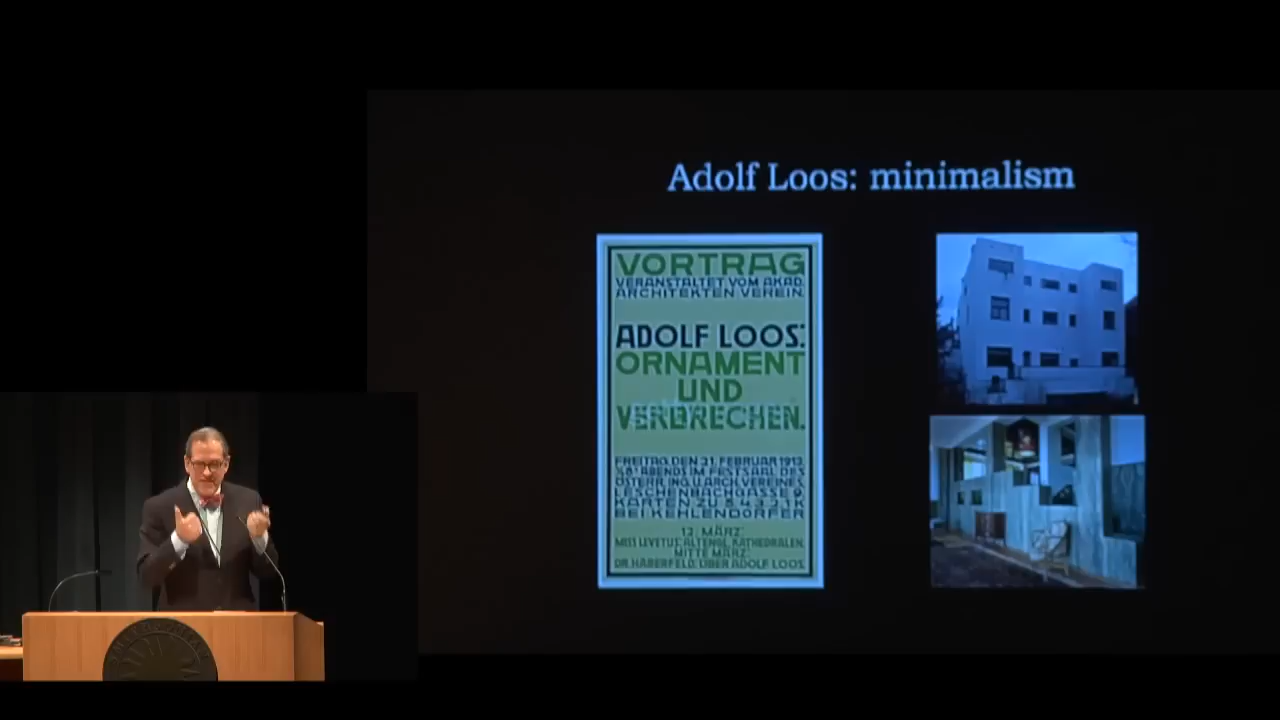 Adolf Loos: minimalism
VORTRAG
VERANSTALTET VOM AKAD.
ARCHITEKTEN VEREIN.
ADOLF LOOS:
ORNAMENT
UND
VERBRECHEN.
FREITAG, DEN 21. FEBRUAR 1913,
ABENDS IM FESTSAAL DES
ÖSTERR. ING. U. ARCH. VEREINES,
ESCHENBACHGASSE 9.
KARTEN ZU 5 4 3 2 1 K
BEI KEHLENDORFER
12. MÄRZ:
MISS LEVETUS: ALTENGL. KATHEDRALEN.
MITTE MÄRZ:
DR. HABERFELD: ÜBER ADOLF LOOS.